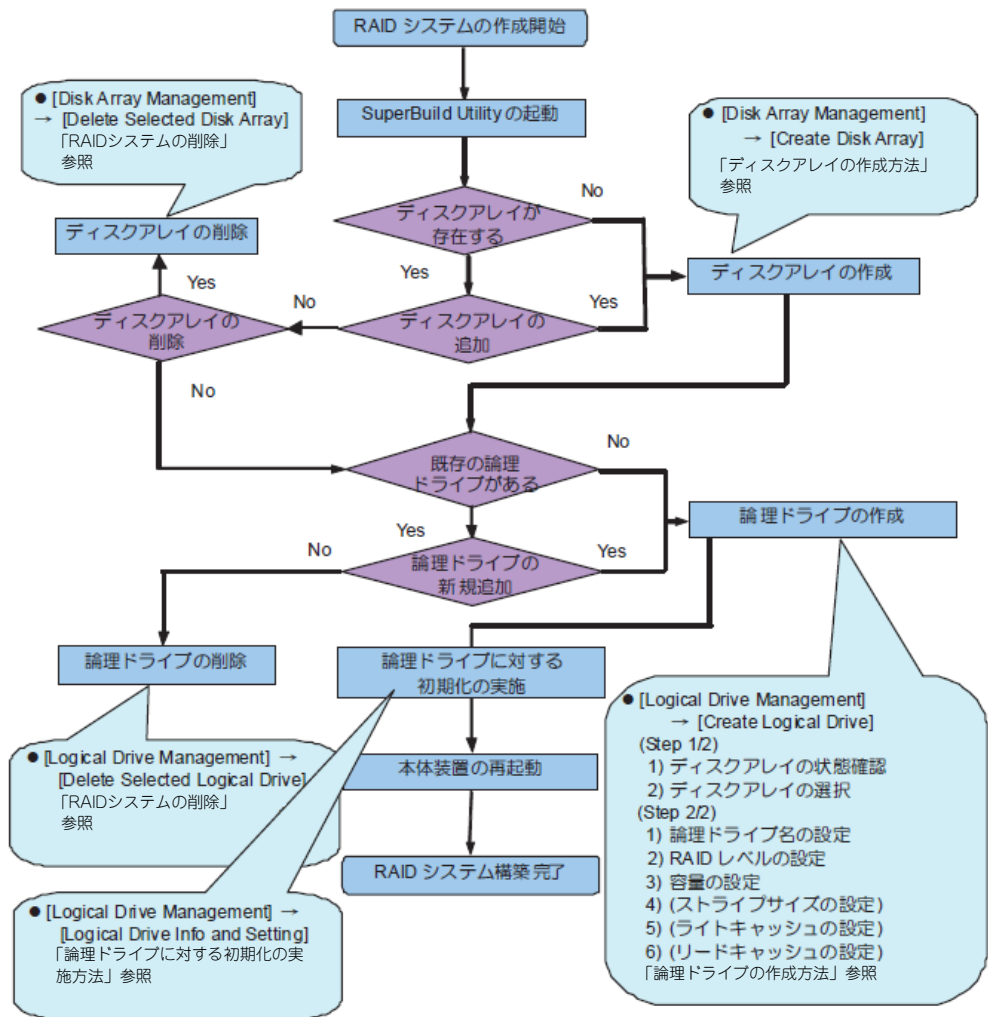 RAID システムの作成開始
● [Disk Array Management]
→ [Delete Selected Disk Array]
「RAIDシステムの削除」
参照
SuperBuild Utility の起動
● [Disk Array Management]
→ [Create Disk Array]
「ディスクアレイの作成方法」
参照
No
ディスクアレイが
存在する
ディスクアレイの削除
Yes
ディスクアレイの作成
Yes
No
Yes
ディスクアレイの
削除
ディスクアレイの
追加
No
No
既存の論理
ドライブがある
Yes
論理ドライブの作成
No
Yes
論理ドライブの
新規追加
論理ドライブの削除
論理ドライブに対する
初期化の実施
● [Logical Drive Management]
→ [Create Logical Drive]
(Step 1/2)
1) ディスクアレイの状態確認
2) ディスクアレイの選択
(Step 2/2)
1) 論理ドライブ名の設定
2) RAID レベルの設定
3) 容量の設定
4) (ストライプサイズの設定)
5) (ライトキャッシュの設定)
6) (リードキャッシュの設定)
「論理ドライブの作成方法」参照
● [Logical Drive Management] →
[Delete Selected Logical Drive]
「RAIDシステムの削除」
参照
本体装置の再起動
RAID システム構築 完了
● [Logical Drive Management] →
[Logical Drive Info and Setting]
「論理ドライブに対する初期化の実
施方法」参照